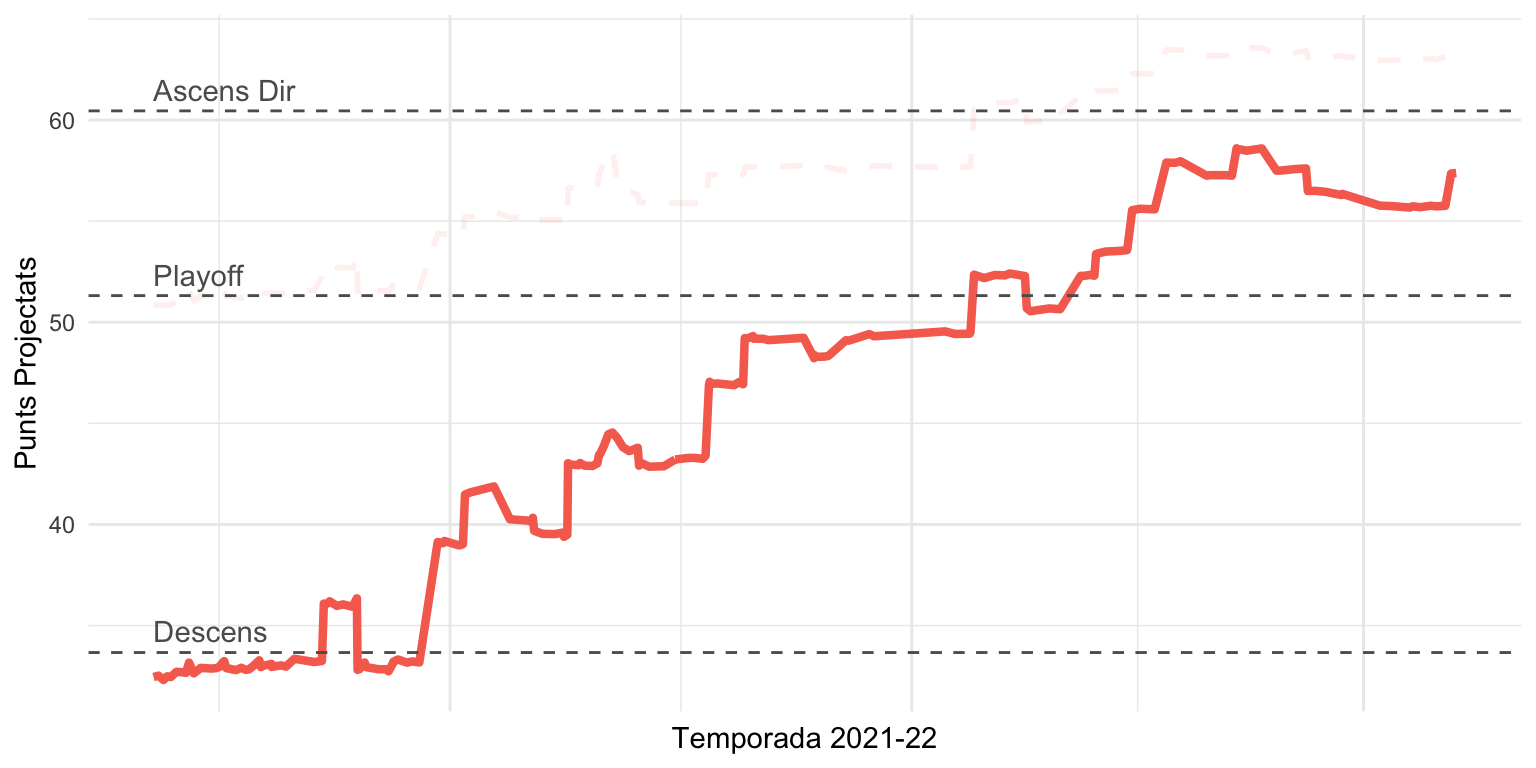 Ascens Dir
60
Playoff
50
40
Descens
Punts Projectats
Temporada 2021-22